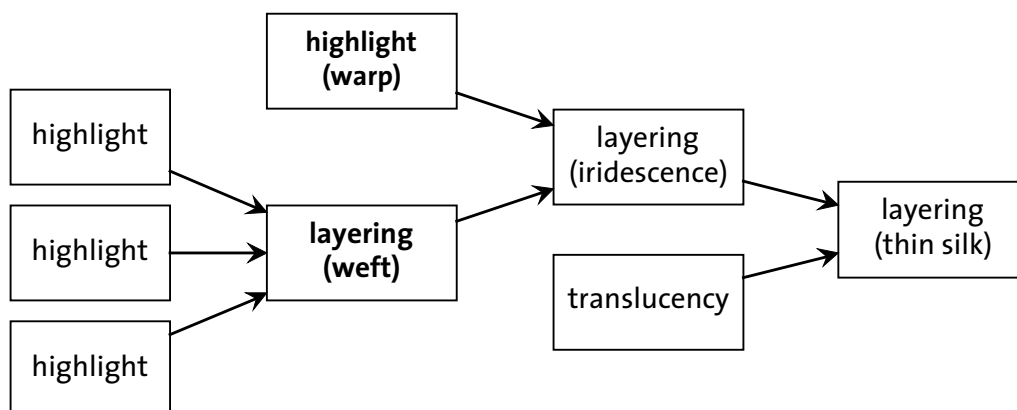 highlight
(warp)
highlight
layering
(iridescence)
highlight
layering
(weft)
layering
(thin silk)
translucency
highlight